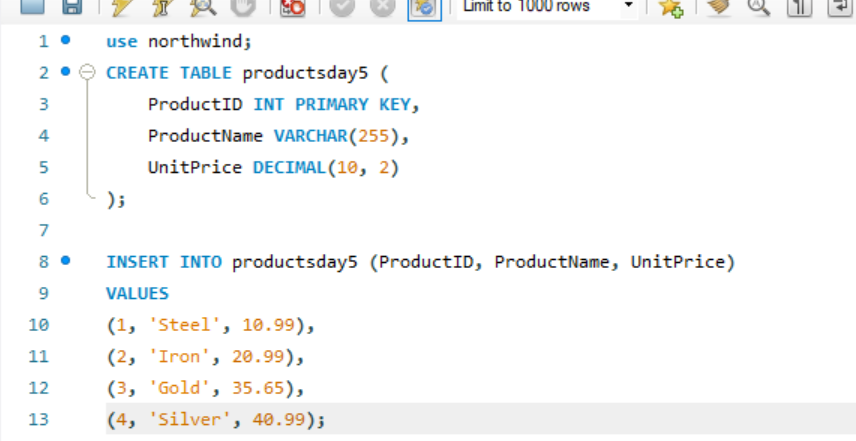 Limit to 1000 rows
1 use northwind;
2 CREATE TABLE productsday5 (
3 ProductID INT PRIMARY KEY,
4 ProductName VARCHAR(255),
5 UnitPrice DECIMAL(10, 2)
6 );
7
8 INSERT INTO productsday5 (ProductID, ProductName, UnitPrice)
9 VALUES
10 (1, 'Steel', 10.99),
11 (2, 'Iron', 20.99),
12 (3, 'Gold', 35.65),
13 (4, 'Silver', 40.99);